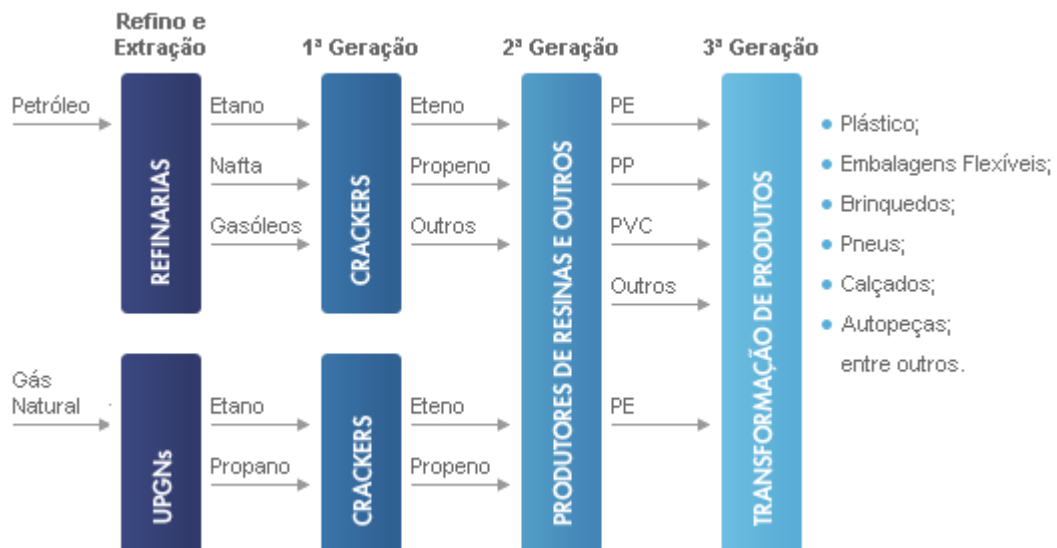 Refino e
Extração
1ª Geração
2ª Geração
3ª Geração
Petróleo
REFINARIAS
Etano
Nafta
Gasóleos
CRACKERS
Eteno
Propeno
Outros
PRODUTORES DE RESINAS E OUTROS
PE
PP
PVC
Outros
TRANSFORMAÇÃO DE PRODUTOS
Plástico;
Embalagens Flexíveis;
Brinquedos;
Pneus;
Calçados;
Autopeças;
entre outros.
Gás
Natural
UPGNs
Etano
Propano
CRACKERS
Eteno
Propeno
PE